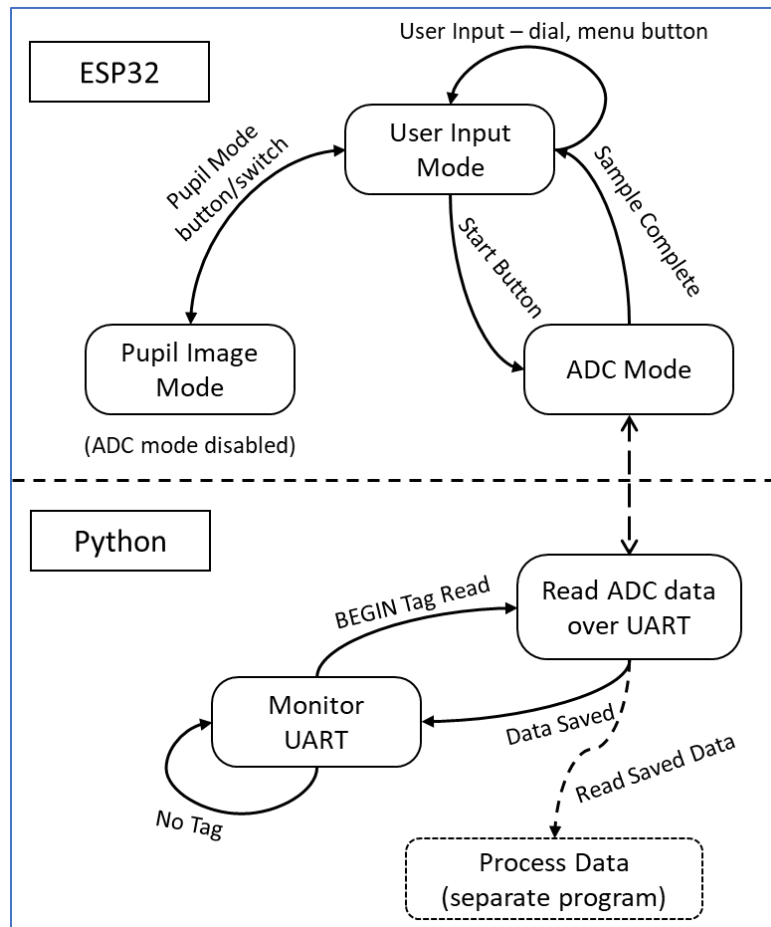 User Input – dial, menu button
ESP32
User Input
Mode
Pupil Mode
button/switch
Start Button
Sample Complete
Pupil Image
Mode
ADC Mode
(ADC mode disabled)
Python
BEGIN Tag Read
Read ADC data
over UART
Monitor
UART
Data Saved
No Tag
Read Saved Data
Process Data
(separate program)